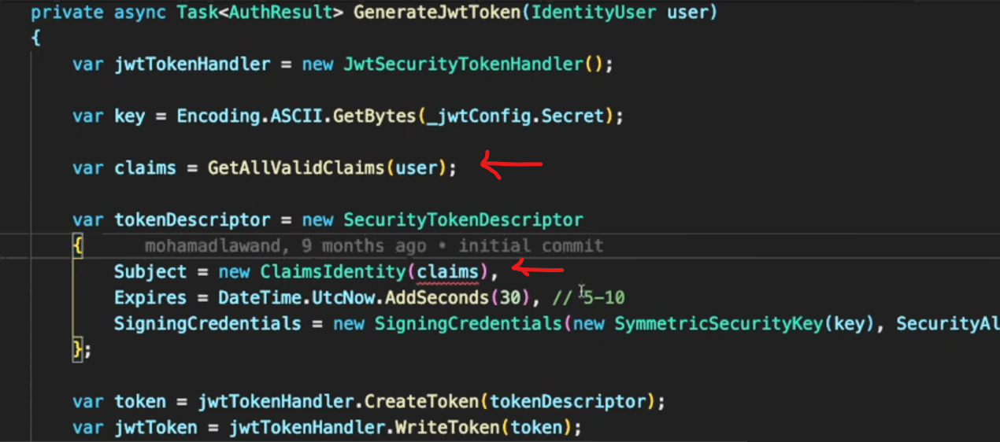 private async Task<AuthResult> GenerateJwtToken(IdentityUser user)
{
var jwtTokenHandler = new JwtSecurityTokenHandler();
var key = Encoding.ASCII.GetBytes(_jwtConfig.Secret);
var claims = GetAllValidClaims(user);
var tokenDescriptor = new SecurityTokenDescriptor
{ mohamadlawand, 9 months ago • initial commit
Subject = new ClaimsIdentity(claims),
Expires = DateTime.UtcNow.AddSeconds(30), // 5-10
SigningCredentials = new SigningCredentials(new SymmetricSecurityKey(key), SecurityAl
};
var token = jwtTokenHandler.CreateToken(tokenDescriptor);
var jwtToken = jwtTokenHandler.WriteToken(token);